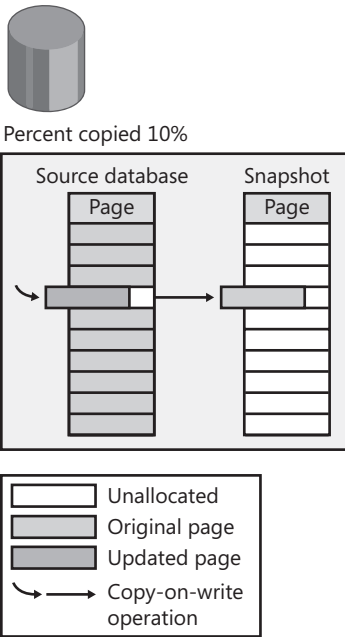 Percent copied 10%
Source database
Snapshot
Page
Page
Unallocated
Original page
Updated page
Copy-on-write
operation